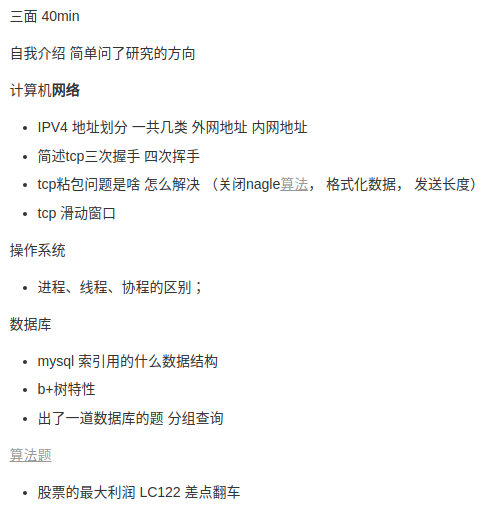 三面 40min
自我介绍 简单问了研究的方向
计算机网络
IPV4 地址划分 一共几类 外网地址 内网地址
简述tcp三次握手 四次挥手
tcp粘包问题是啥 怎么解决 （关闭nagle算法， 格式化数据， 发送长度）
tcp 滑动窗口
操作系统
进程、线程、协程的区别；
数据库
mysql 索引用的什么数据结构
b+树特性
出了一道数据库的题 分组查询
算法题
股票的最大利润 LC122 差点翻车